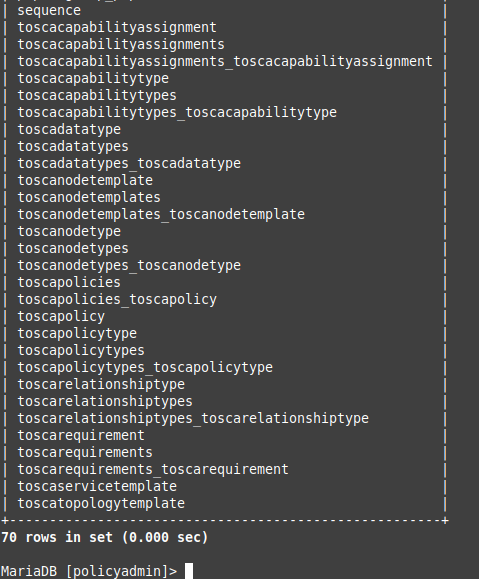 | sequence |
| toscacapabilityassignment |
| toscacapabilityassignments |
| toscacapabilityassignments_toscacapabilityassignment |
| toscacapabilitytype |
| toscacapabilitytypes |
| toscacapabilitytypes_toscacapabilitytype |
| toscadatatype |
| toscadatatypes |
| toscadatatypes_toscadatatype |
| toscanodetemplate |
| toscanodetemplates |
| toscanodetemplates_toscanodetemplate |
| toscanodetype |
| toscanodetypes |
| toscanodetypes_toscanodetype |
| toscapolicies |
| toscapolicies_toscapolicy |
| toscapolicy |
| toscapolicytype |
| toscapolicytypes |
| toscapolicytypes_toscapolicytype |
| toscarelationshiptype |
| toscarelationshiptypes |
| toscarelationshiptypes_toscarelationshiptype |
| toscarequirement |
| toscarequirements |
| toscarequirements_toscarequirement |
| toscaservicetemplate |
| toscatopologytemplate |
+-----------------------------------------------------+
70 rows in set (0.000 sec)
MariaDB [policyadmin]>